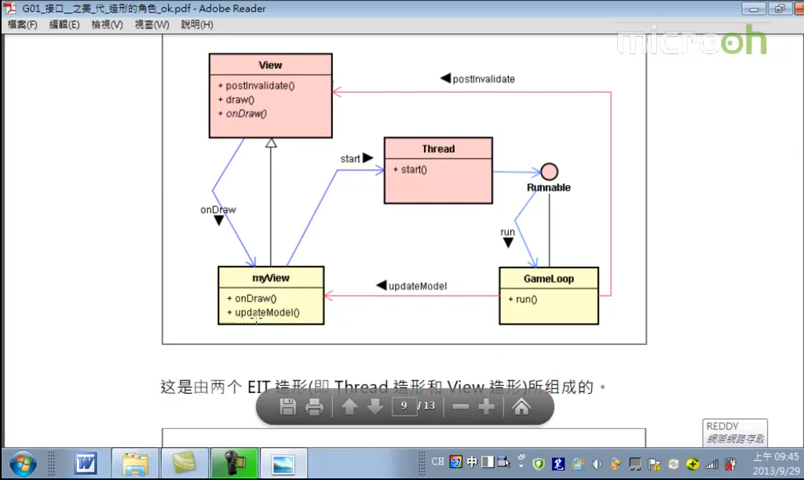 G01_接口__之美_代_造形的角色_ok.pdf - Adobe Reader
檔案(F) 編輯(E) 檢視(V) 視窗(W) 說明(H)
microoh
View
+ postInvalidate()
+ draw()
+ onDraw()
postInvalidate
start
Thread
+ start()
Runnable
onDraw
run
myView
+ onDraw()
+ updateModel()
updateModel
GameLoop
+ run()
这是由两个 EIT 造形(即 Thread 造形和 View 造形)所组成的。
9 / 13
REDDY
網際網路存取
CH 中
上午 09:45
2013/9/29